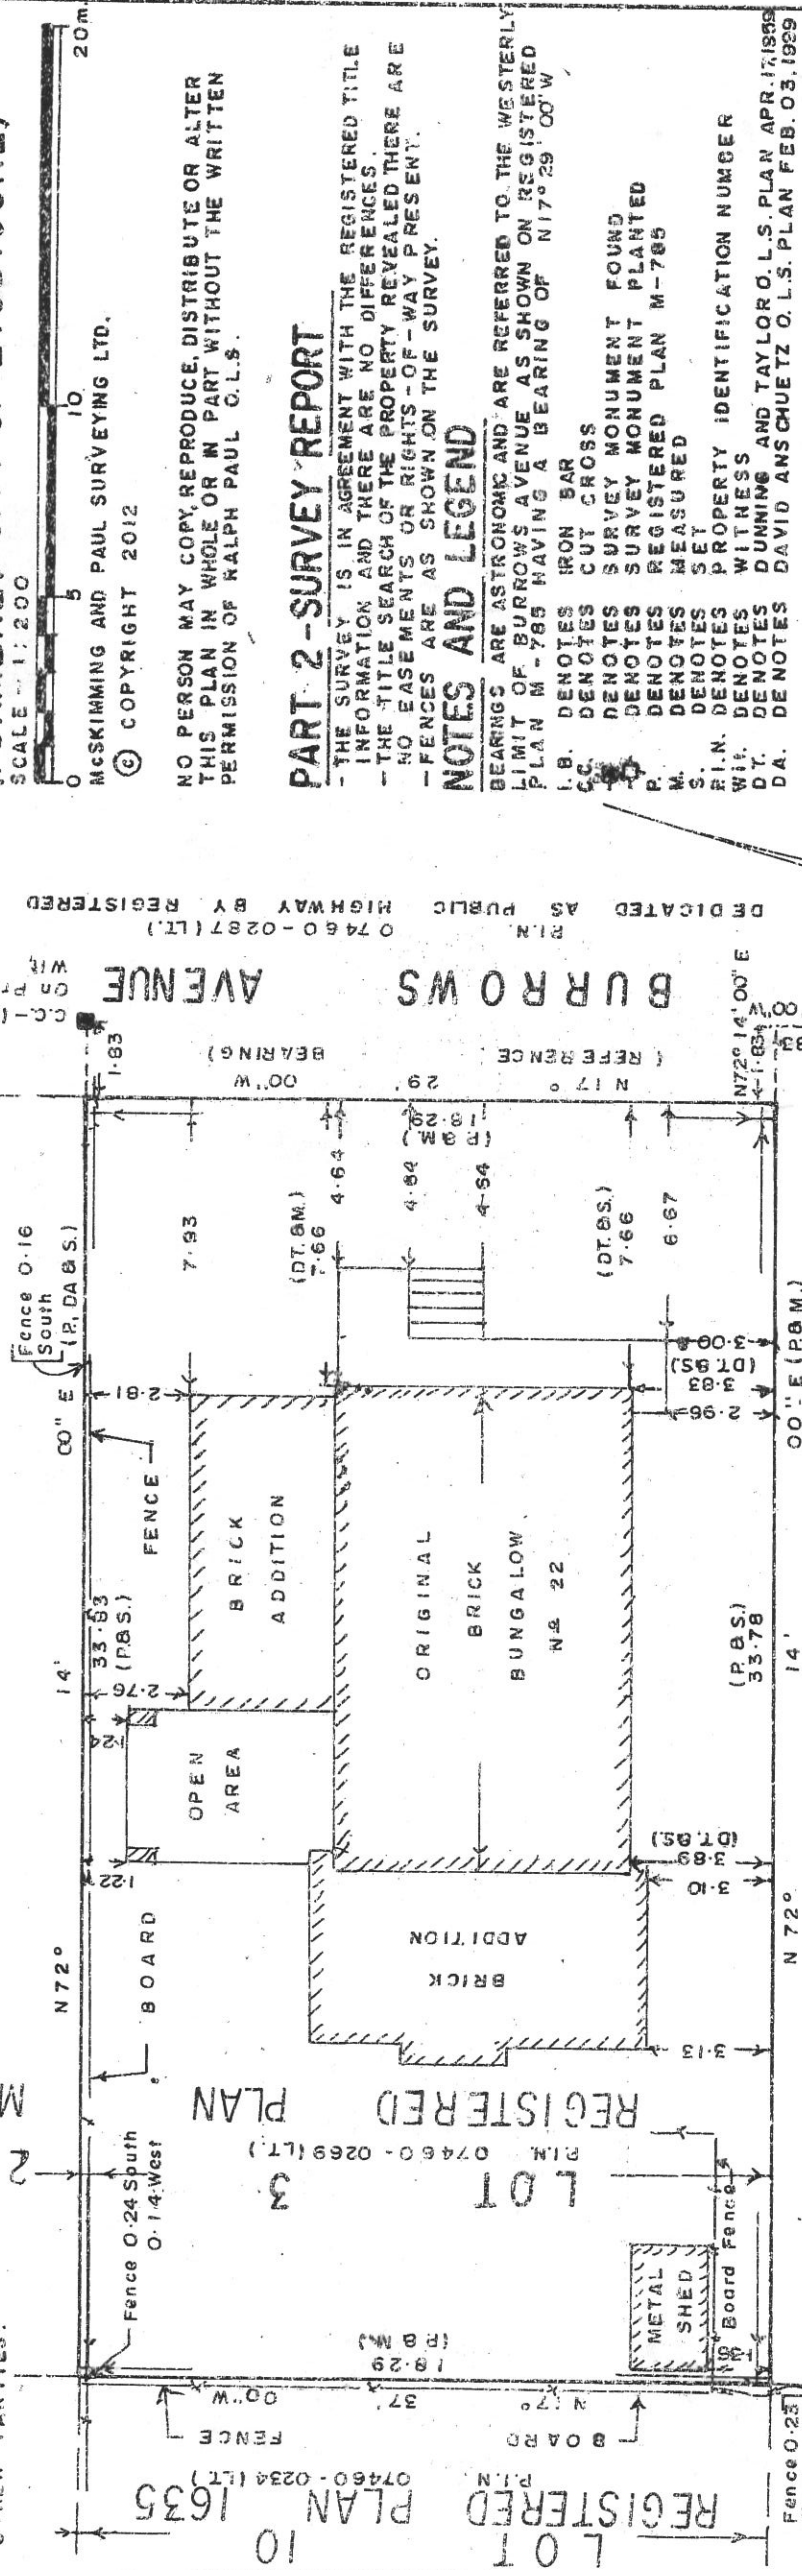 SCALE - 1:200
0 5 10 20m
McSKIMMING AND PAUL SURVEYING LTD.
© COPYRIGHT 2012
NO PERSON MAY COPY, REPRODUCE, DISTRIBUTE OR ALTER
THIS PLAN IN WHOLE OR IN PART WITHOUT THE WRITTEN
PERMISSION OF RALPH PAUL O.L.S.
PART 2-SURVEY REPORT
- THE SURVEY IS IN AGREEMENT WITH THE REGISTERED TITLE
INFORMATION AND THERE ARE NO DIFFERENCES.
- THE TITLE SEARCH OF THE PROPERTY REVEALED THERE ARE
NO EASEMENTS OR RIGHTS-OF-WAY PRESENT.
- FENCES ARE AS SHOWN ON THE SURVEY.
NOTES AND LEGEND
BEARINGS ARE ASTRONOMIC AND ARE REFERRED TO THE WESTERLY
LIMIT OF BURROWS AVENUE AS SHOWN ON REGISTERED
PLAN M-785 HAVING A BEARING OF N17°29'00"W
I.B. DENOTES IRON BAR
C.C. DENOTES CUT CROSS
DENOTES SURVEY MONUMENT FOUND
DENOTES SURVEY MONUMENT PLANTED
P. DENOTES REGISTERED PLAN M-785
M. DENOTES MEASURED
S. DENOTES SET
P.I.N. DENOTES PROPERTY IDENTIFICATION NUMBER
Wit. DENOTES WITNESS
DT. DENOTES DUNNING AND TAYLOR O.L.S. PLAN APR.17,1959
DA. DENOTES DAVID ANSCHUETZ O.L.S. PLAN FEB.03,1989
DEDICATED AS PUBLIC HIGHWAY BY REGISTERED
P.I.N. 07460-0287(LT.)
BURROWS AVENUE
C.C.
Wit.
1.83
N17° 29' 00"W
(REFERENCE BEARING)
18.29
(P.&M.)
N72°14'00"E
1.83
00"W
Fence 0.16
South
(P., DA & S.)
N72° 14' 00" E
33.83
(P.&S.)
BOARD FENCE
7.93
(DT.&M.)
7.66
4.64
4.84
4.64
(DT.&S.)
7.66
6.67
3.00
(DT.&S.)
3.83
2.96
2.81
BRICK
ADDITION
2.76
1.24
OPEN
AREA
1.22
ORIGINAL
BRICK
BUNGALOW
No 22
(DT.&S.)
3.89
3.10
BRICK
ADDITION
3.13
(P.&S.)
33.78
N72° 14' 00" E (P.&M.)
REGISTERED PLAN M
P.I.N. 07460-0269(LT.)
LOT 3
2
Fence 0.24 South
0.14 West
METAL
SHED
Board Fence
18.29
N17° 37' 00"W
BOARD FENCE
P.I.N. 07460-0234(LT.)
REGISTERED PLAN 1635
LOT 10
Fence 0.23